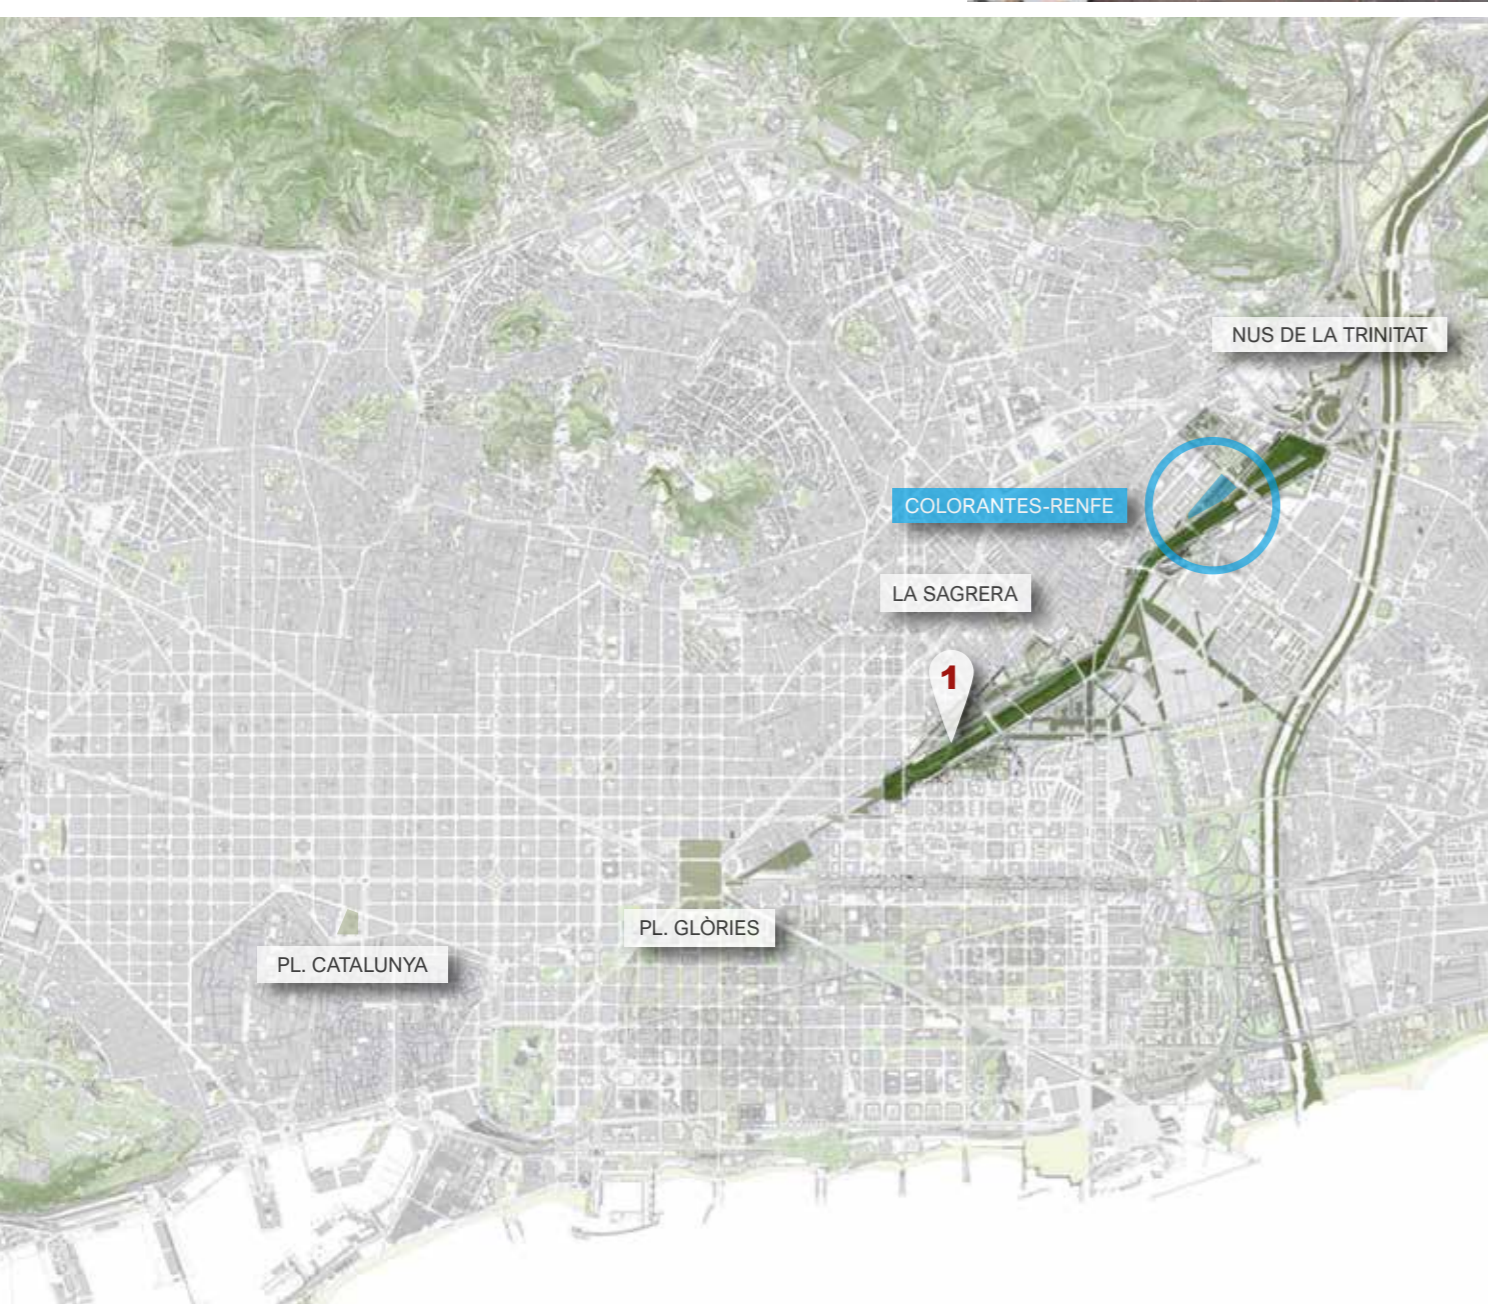 NUS DE LA TRINITAT
COLORANTES-RENFE
LA SAGRERA
1
PL. GLÒRIES
PL. CATALUNYA